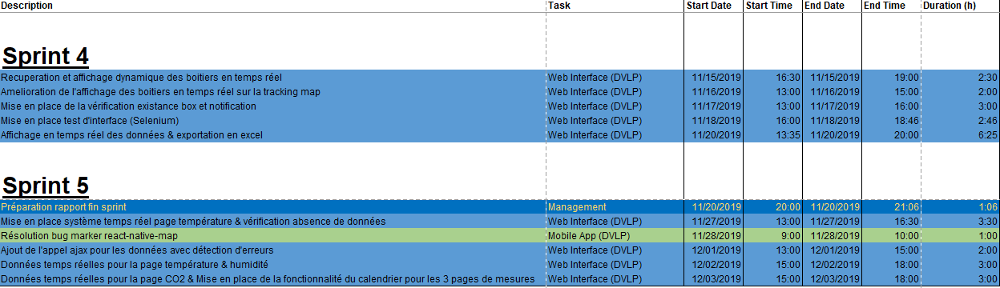 Description Task Start Date Start Time End Date End Time Duration (h)
Sprint 4
Recuperation et affichage dynamique des boitiers en temps réel Web Interface (DVLP) 11/15/2019 16:30 11/15/2019 19:00 2:30
Amelioration de l'affichage des boitiers en temps réel sur la tracking map Web Interface (DVLP) 11/16/2019 13:00 11/16/2019 15:00 2:00
Mise en place de la vérification existance box et notification Web Interface (DVLP) 11/17/2019 13:00 11/17/2019 16:00 3:00
Mise en place test d'interface (Selenium) Web Interface (DVLP) 11/18/2019 16:00 11/18/2019 18:46 2:46
Affichage en temps réel des données & exportation en excel Web Interface (DVLP) 11/20/2019 13:35 11/20/2019 20:00 6:25
Sprint 5
Préparation rapport fin sprint Management 11/20/2019 20:00 11/20/2019 21:06 1:06
Mise en place système temps réel page température & vérification absence de données Web Interface (DVLP) 11/27/2019 13:00 11/27/2019 16:30 3:30
Résolution bug marker react-native-map Mobile App (DVLP) 11/28/2019 9:00 11/28/2019 10:00 1:00
Ajout de l'appel ajax pour les données avec détection d'erreurs Web Interface (DVLP) 12/01/2019 13:00 12/01/2019 15:00 2:00
Données temps réelles pour la page température & humidité Web Interface (DVLP) 12/02/2019 15:00 12/02/2019 18:00 3:00
Données temps réelles pour la page CO2 & Mise en place de la fonctionnalité du calendrier pour les 3 pages de mesures Web Interface (DVLP) 12/03/2019 15:00 12/03/2019 18:00 3:00